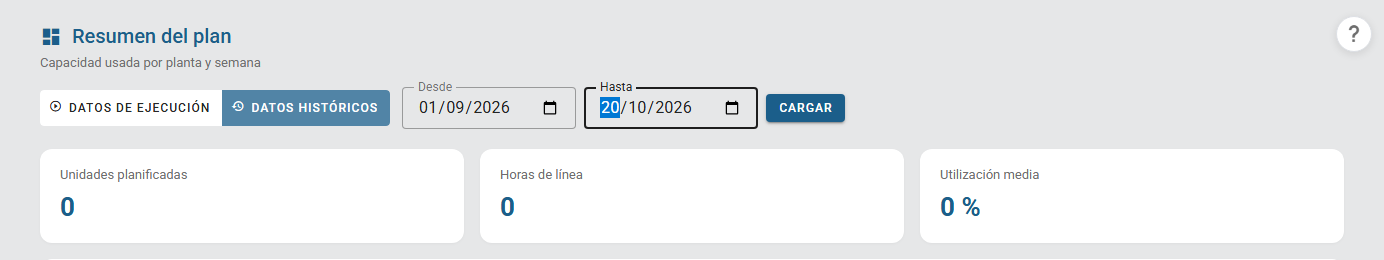 Resumen del plan
?
Capacidad usada por planta y semana
DATOS DE EJECUCIÓN
DATOS HISTÓRICOS
Desde
01/09/2026
Hasta
20/10/2026
CARGAR
Unidades planificadas
0
Horas de línea
0
Utilización media
0 %